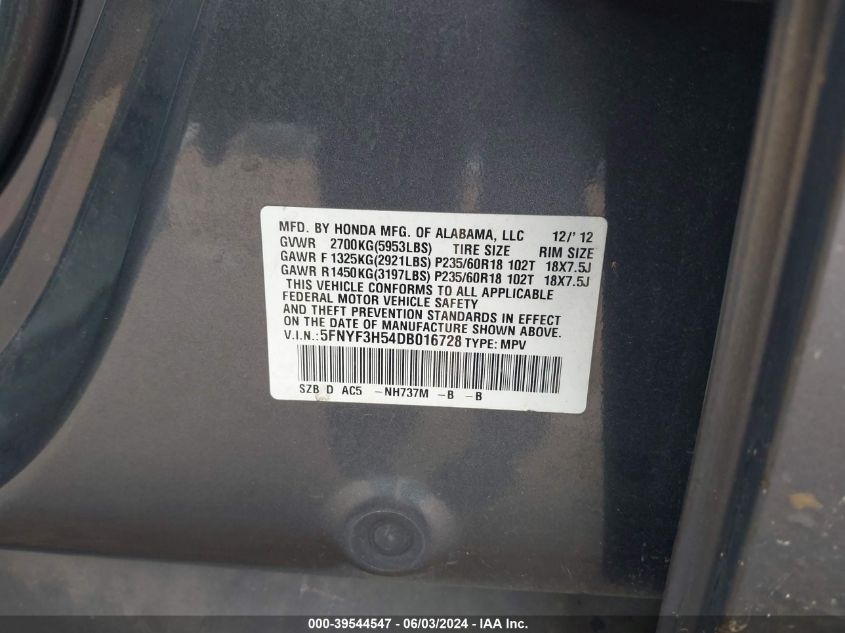 MFD. BY HONDA MFG. OF ALABAMA, LLC 12/'12
GVWR 2700KG(5953LBS) TIRE SIZE RIM SIZE
GAWR F 1325KG(2921LBS) P235/60R18 102T 18X7.5J
GAWR R1450KG(3197LBS) P235/60R18 102T 18X7.5J
THIS VEHICLE CONFORMS TO ALL APPLICABLE
FEDERAL MOTOR VEHICLE SAFETY
AND THEFT PREVENTION STANDARDS IN EFFECT
ON THE DATE OF MANUFACTURE SHOWN ABOVE.
V.I.N.:5FNYF3H54DB016728 TYPE: MPV
SZB D AC5 -NH737M -B -B
000-39544547 / 06/03/2024 - IAA Inc.